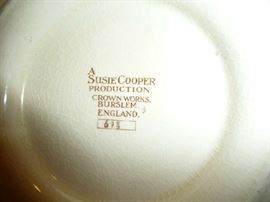 A
SUSIE COOPER
PRODUCTION.
CROWN WORKS,
BURSLEM,
ENGLAND.